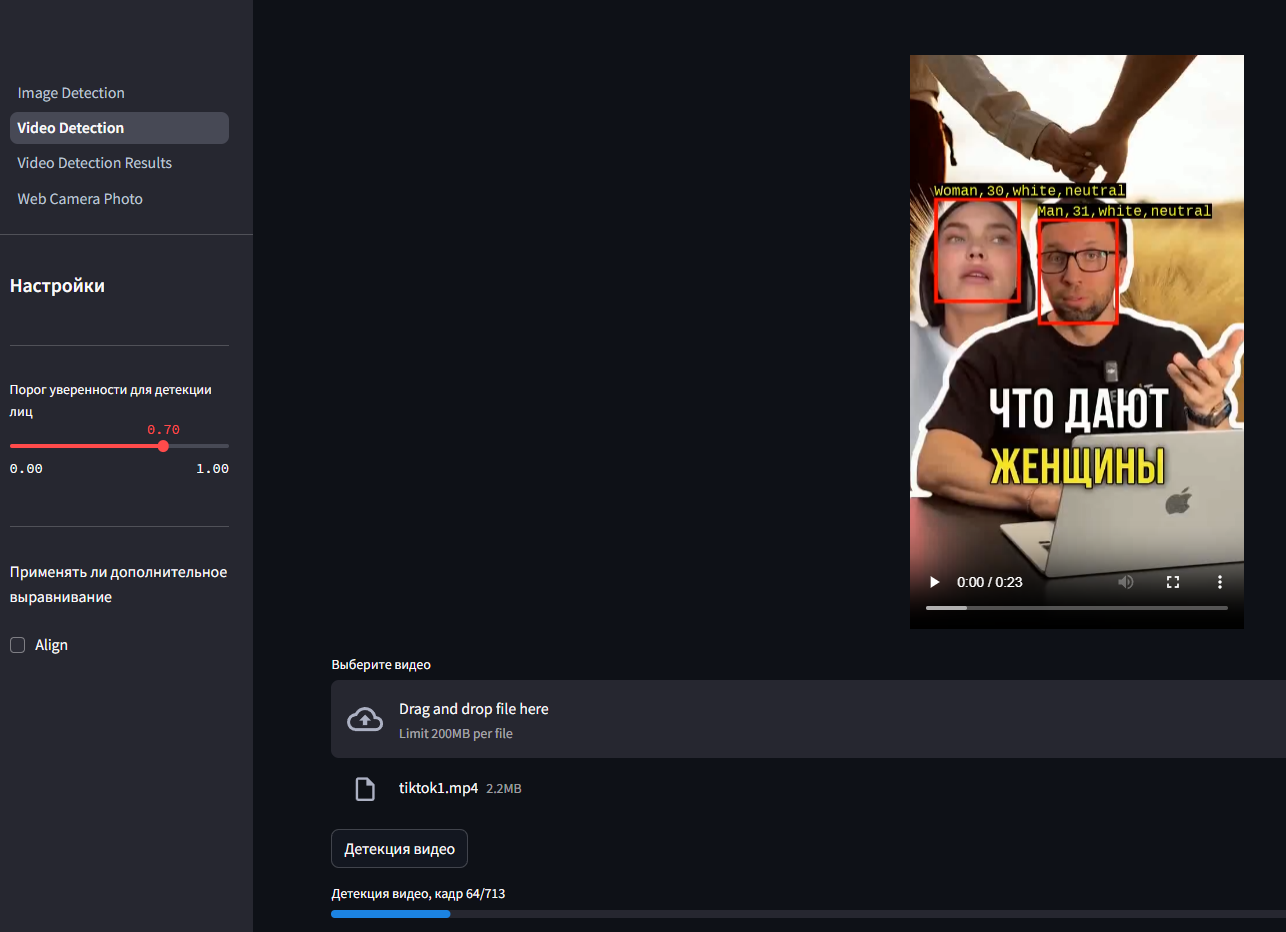 Image Detection
Video Detection
Video Detection Results
Web Camera Photo
Настройки
Порог уверенности для детекции
лиц
0.70
0.00 1.00
Применять ли дополнительное
выравнивание
Align
Woman,30,white,neutral
Man,31,white,neutral
ЧТО ДАЮТ
ЖЕНЩИНЫ
0:00 / 0:23
Выберите видео
Drag and drop file here
Limit 200MB per file
tiktok1.mp4 2.2MB
Детекция видео
Детекция видео, кадр 64/713